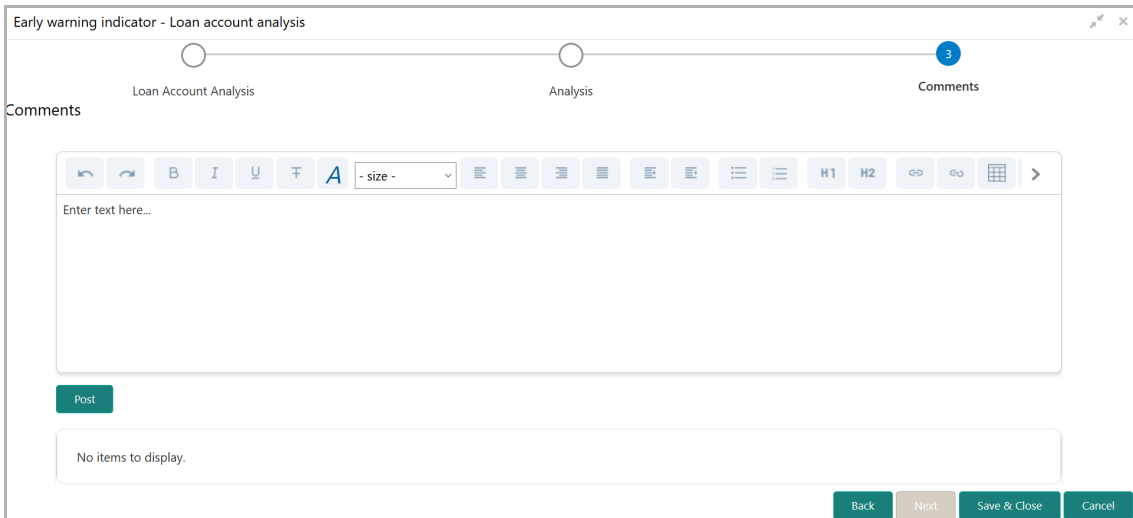 Early warning indicator - Loan account analysis
3
Loan Account Analysis
Analysis
Comments
Comments
B I U T A - size - H1 H2
Enter text here...
Post
No items to display.
Back Next Save & Close Cancel